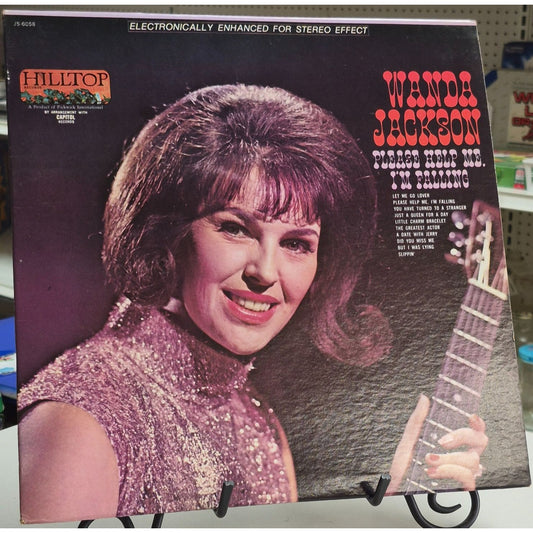 JS-6058
ELECTRONICALLY ENHANCED FOR STEREO EFFECT
HILLTOP
RECORDS
A Product of Pickwick International
BY ARRANGEMENT WITH
CAPITOL
RECORDS
WANDA
JACKSON
PLEASE HELP ME,
I'M FALLING
LET ME GO LOVER
PLEASE HELP ME, I'M FALLING
YOU HAVE TURNED TO A STRANGER
JUST A QUEEN FOR A DAY
LITTLE CHARM BRACELET
THE GREATEST ACTOR
A DATE WITH JERRY
DID YOU MISS ME
BUT I WAS LYING
SLIPPIN'